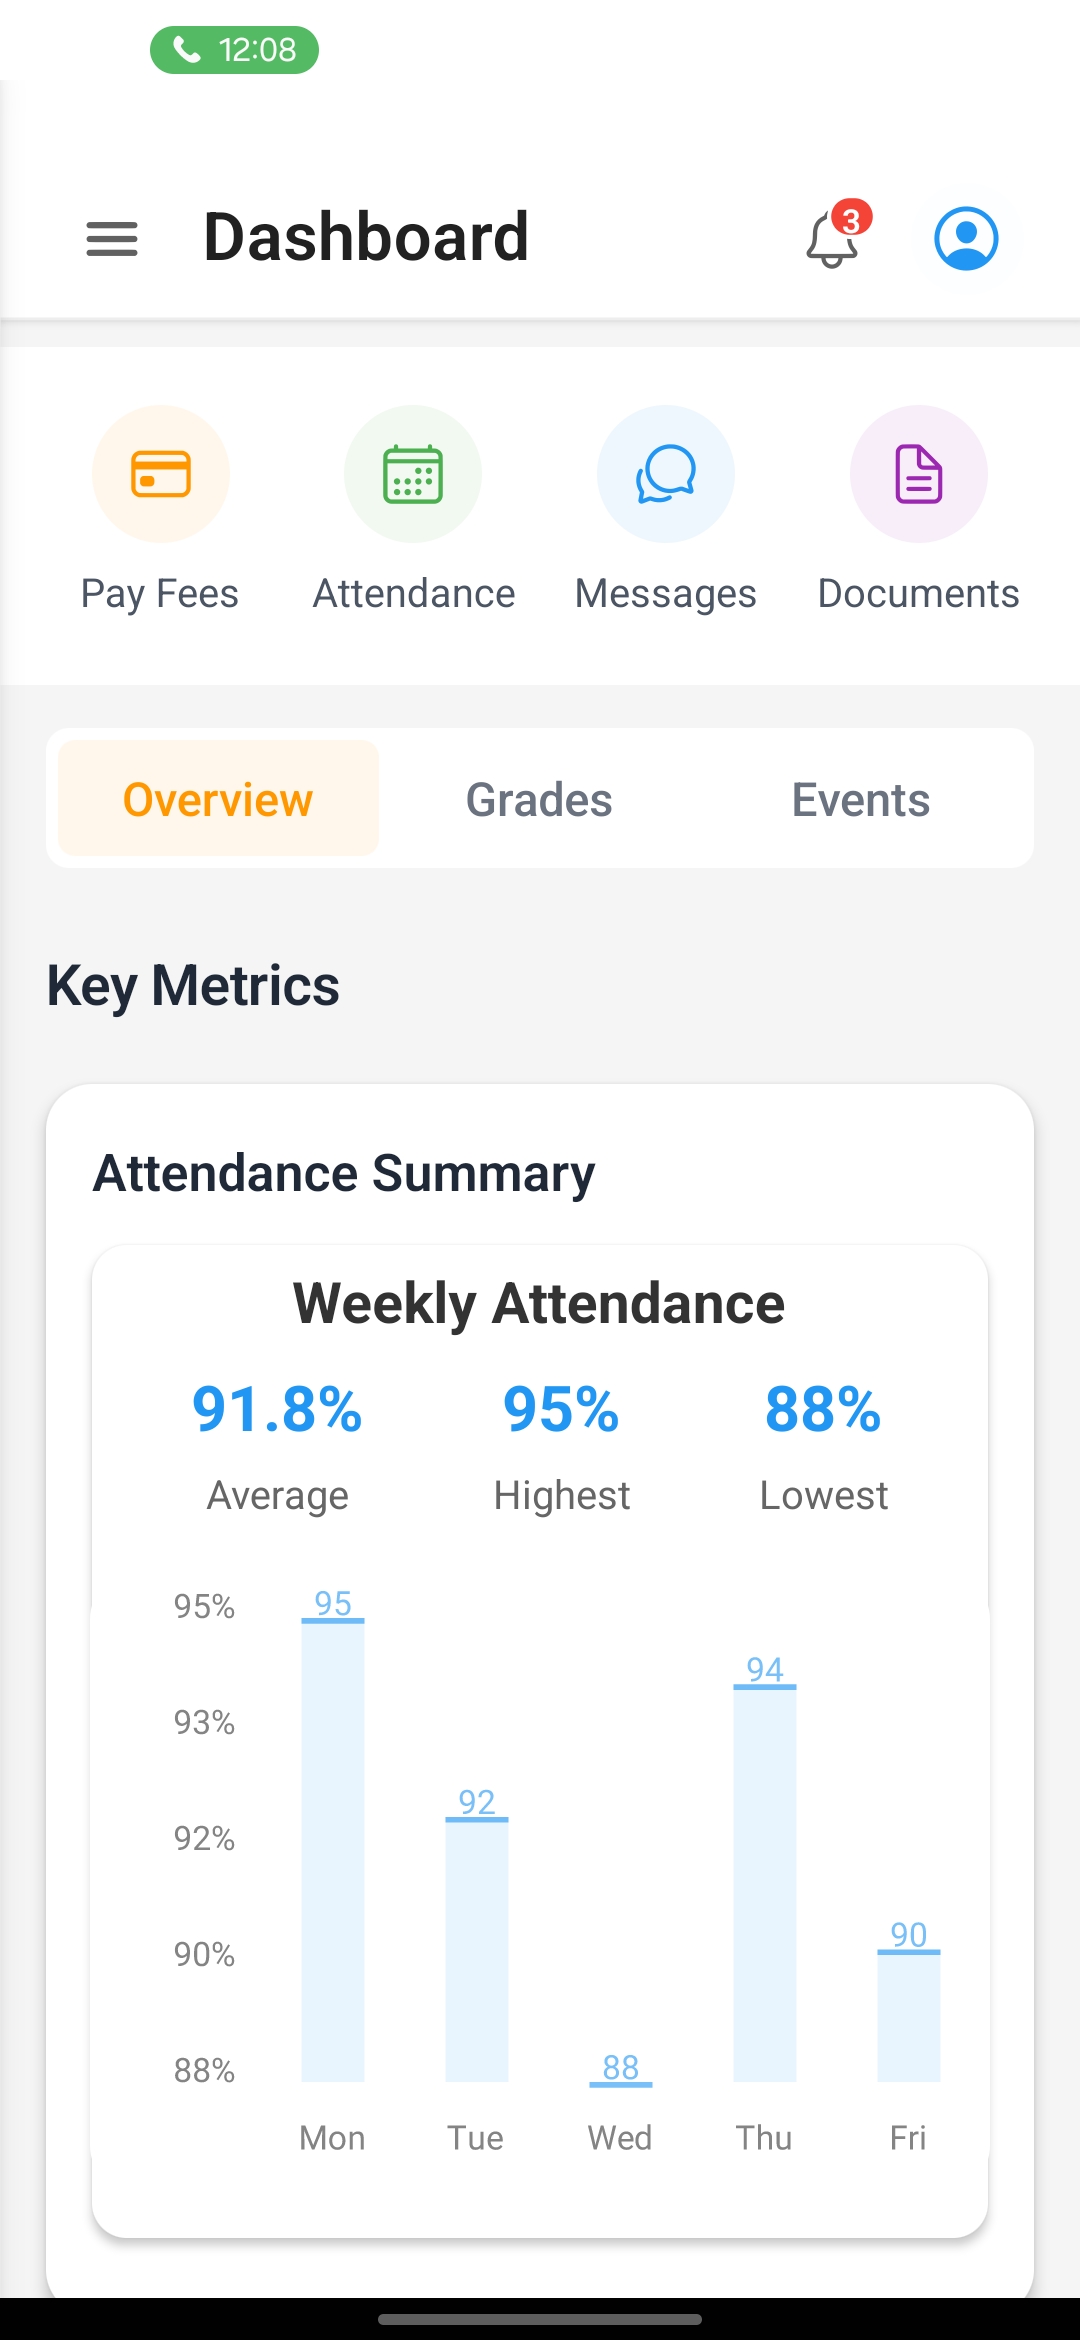 12:08
Dashboard
3
Pay Fees Attendance Messages Documents
Overview Grades Events
Key Metrics
Attendance Summary
Weekly Attendance
91.8% 95% 88%
Average Highest Lowest
95% 95
94
93%
92
92%
90
90%
88% 88
Mon Tue Wed Thu Fri